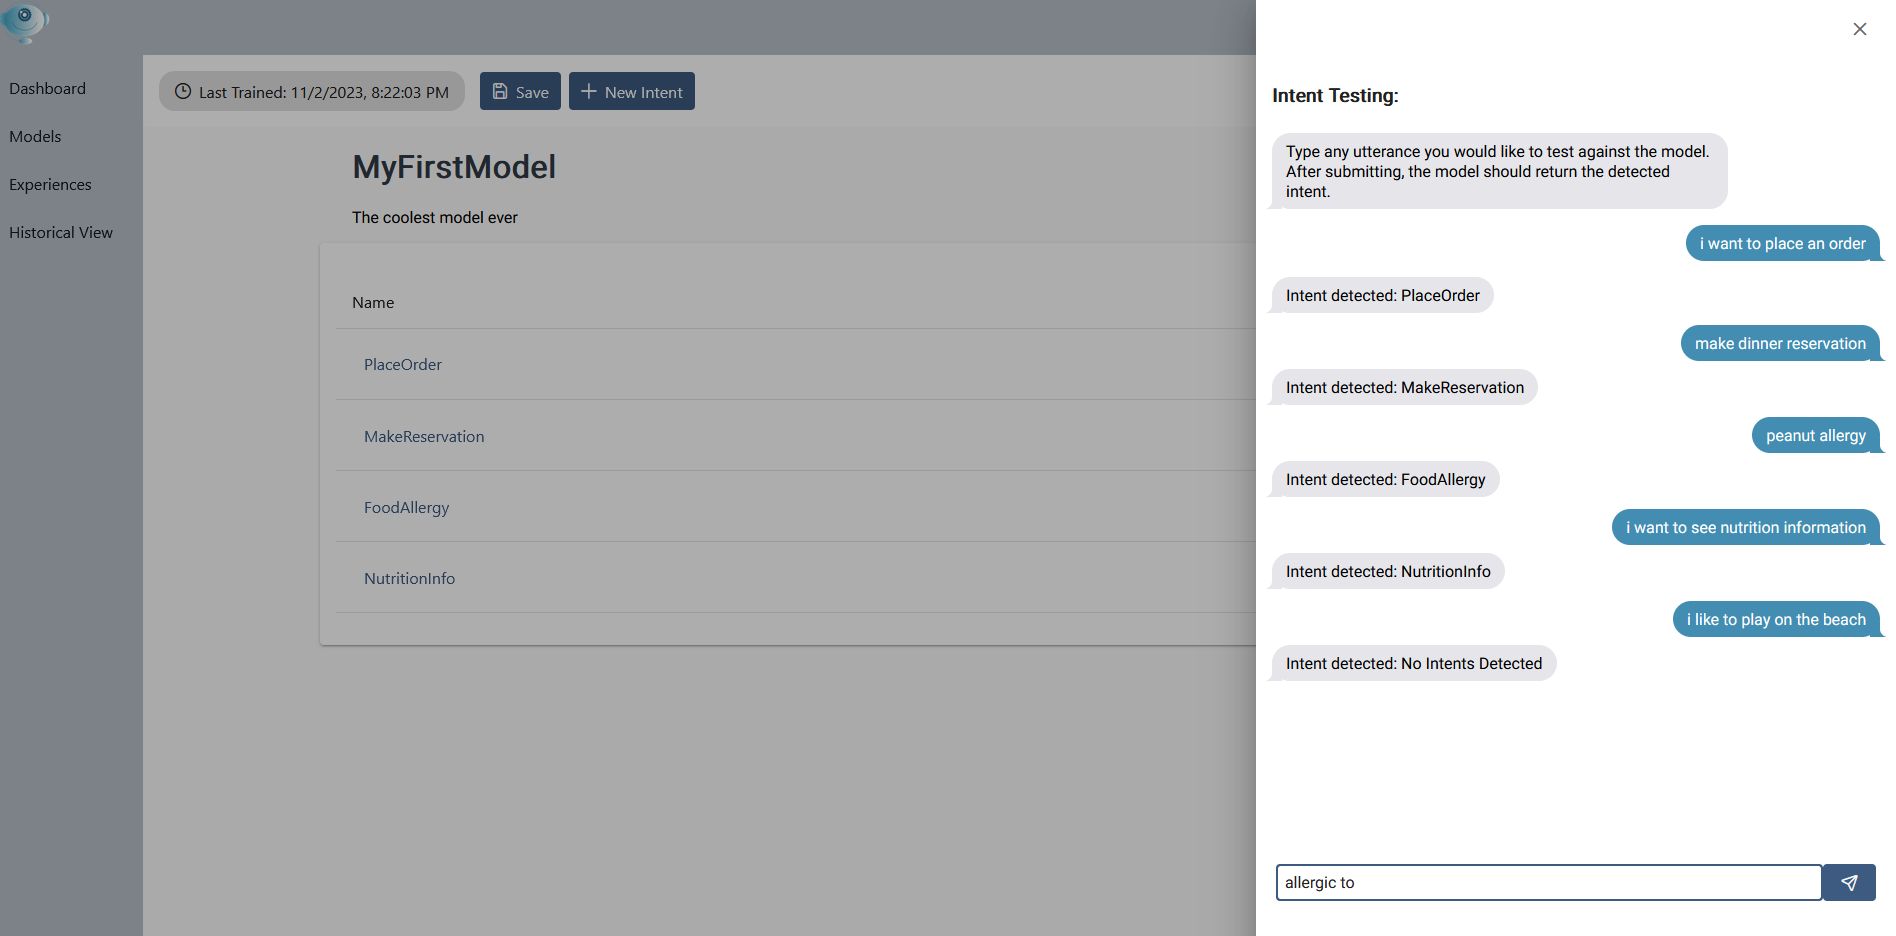 Dashboard
Models
Experiences
Historical View
Last Trained: 11/2/2023, 8:22:03 PM
Save
New Intent
MyFirstModel
The coolest model ever
Name
PlaceOrder
MakeReservation
FoodAllergy
NutritionInfo
Intent Testing:
Type any utterance you would like to test against the model.
After submitting, the model should return the detected
intent.
i want to place an order
Intent detected: PlaceOrder
make dinner reservation
Intent detected: MakeReservation
peanut allergy
Intent detected: FoodAllergy
i want to see nutrition information
Intent detected: NutritionInfo
i like to play on the beach
Intent detected: No Intents Detected
allergic to